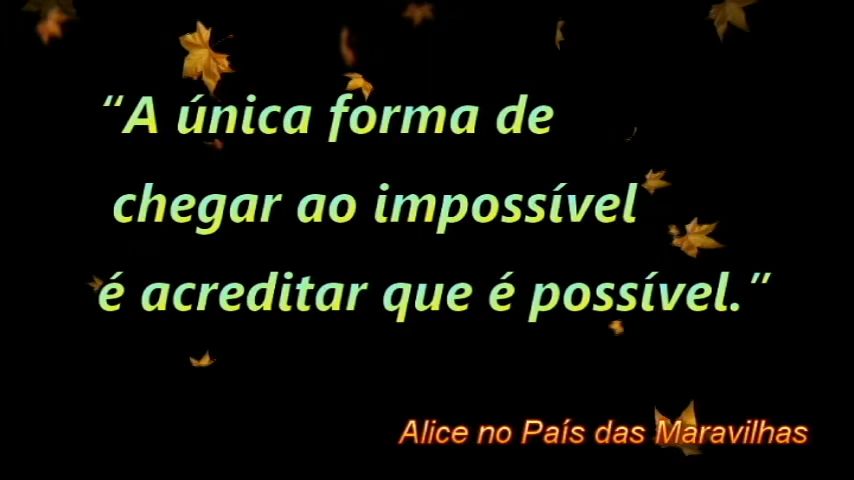 “A única forma de
chegar ao impossível
é acreditar que é possível.”
Alice no País das Maravilhas